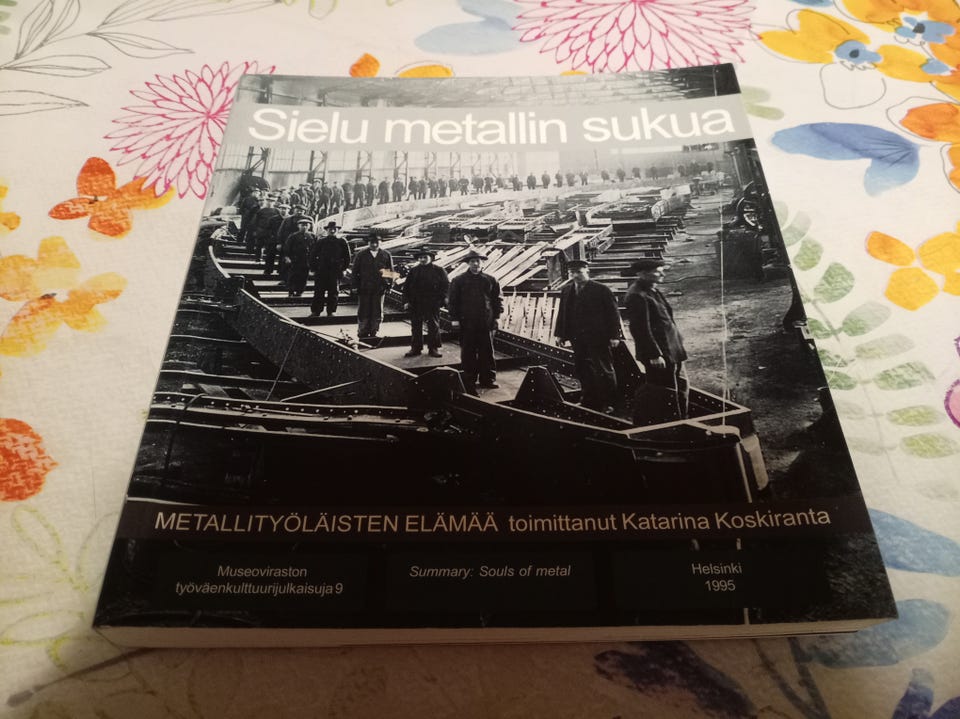 Sielu metallin sukua
METALLITYÖLÄISTEN ELÄMÄÄ toimittanut Katarina Koskiranta
Museoviraston
työväenkulttuurijulkaisuja 9
Summary: Souls of metal
Helsinki
1995